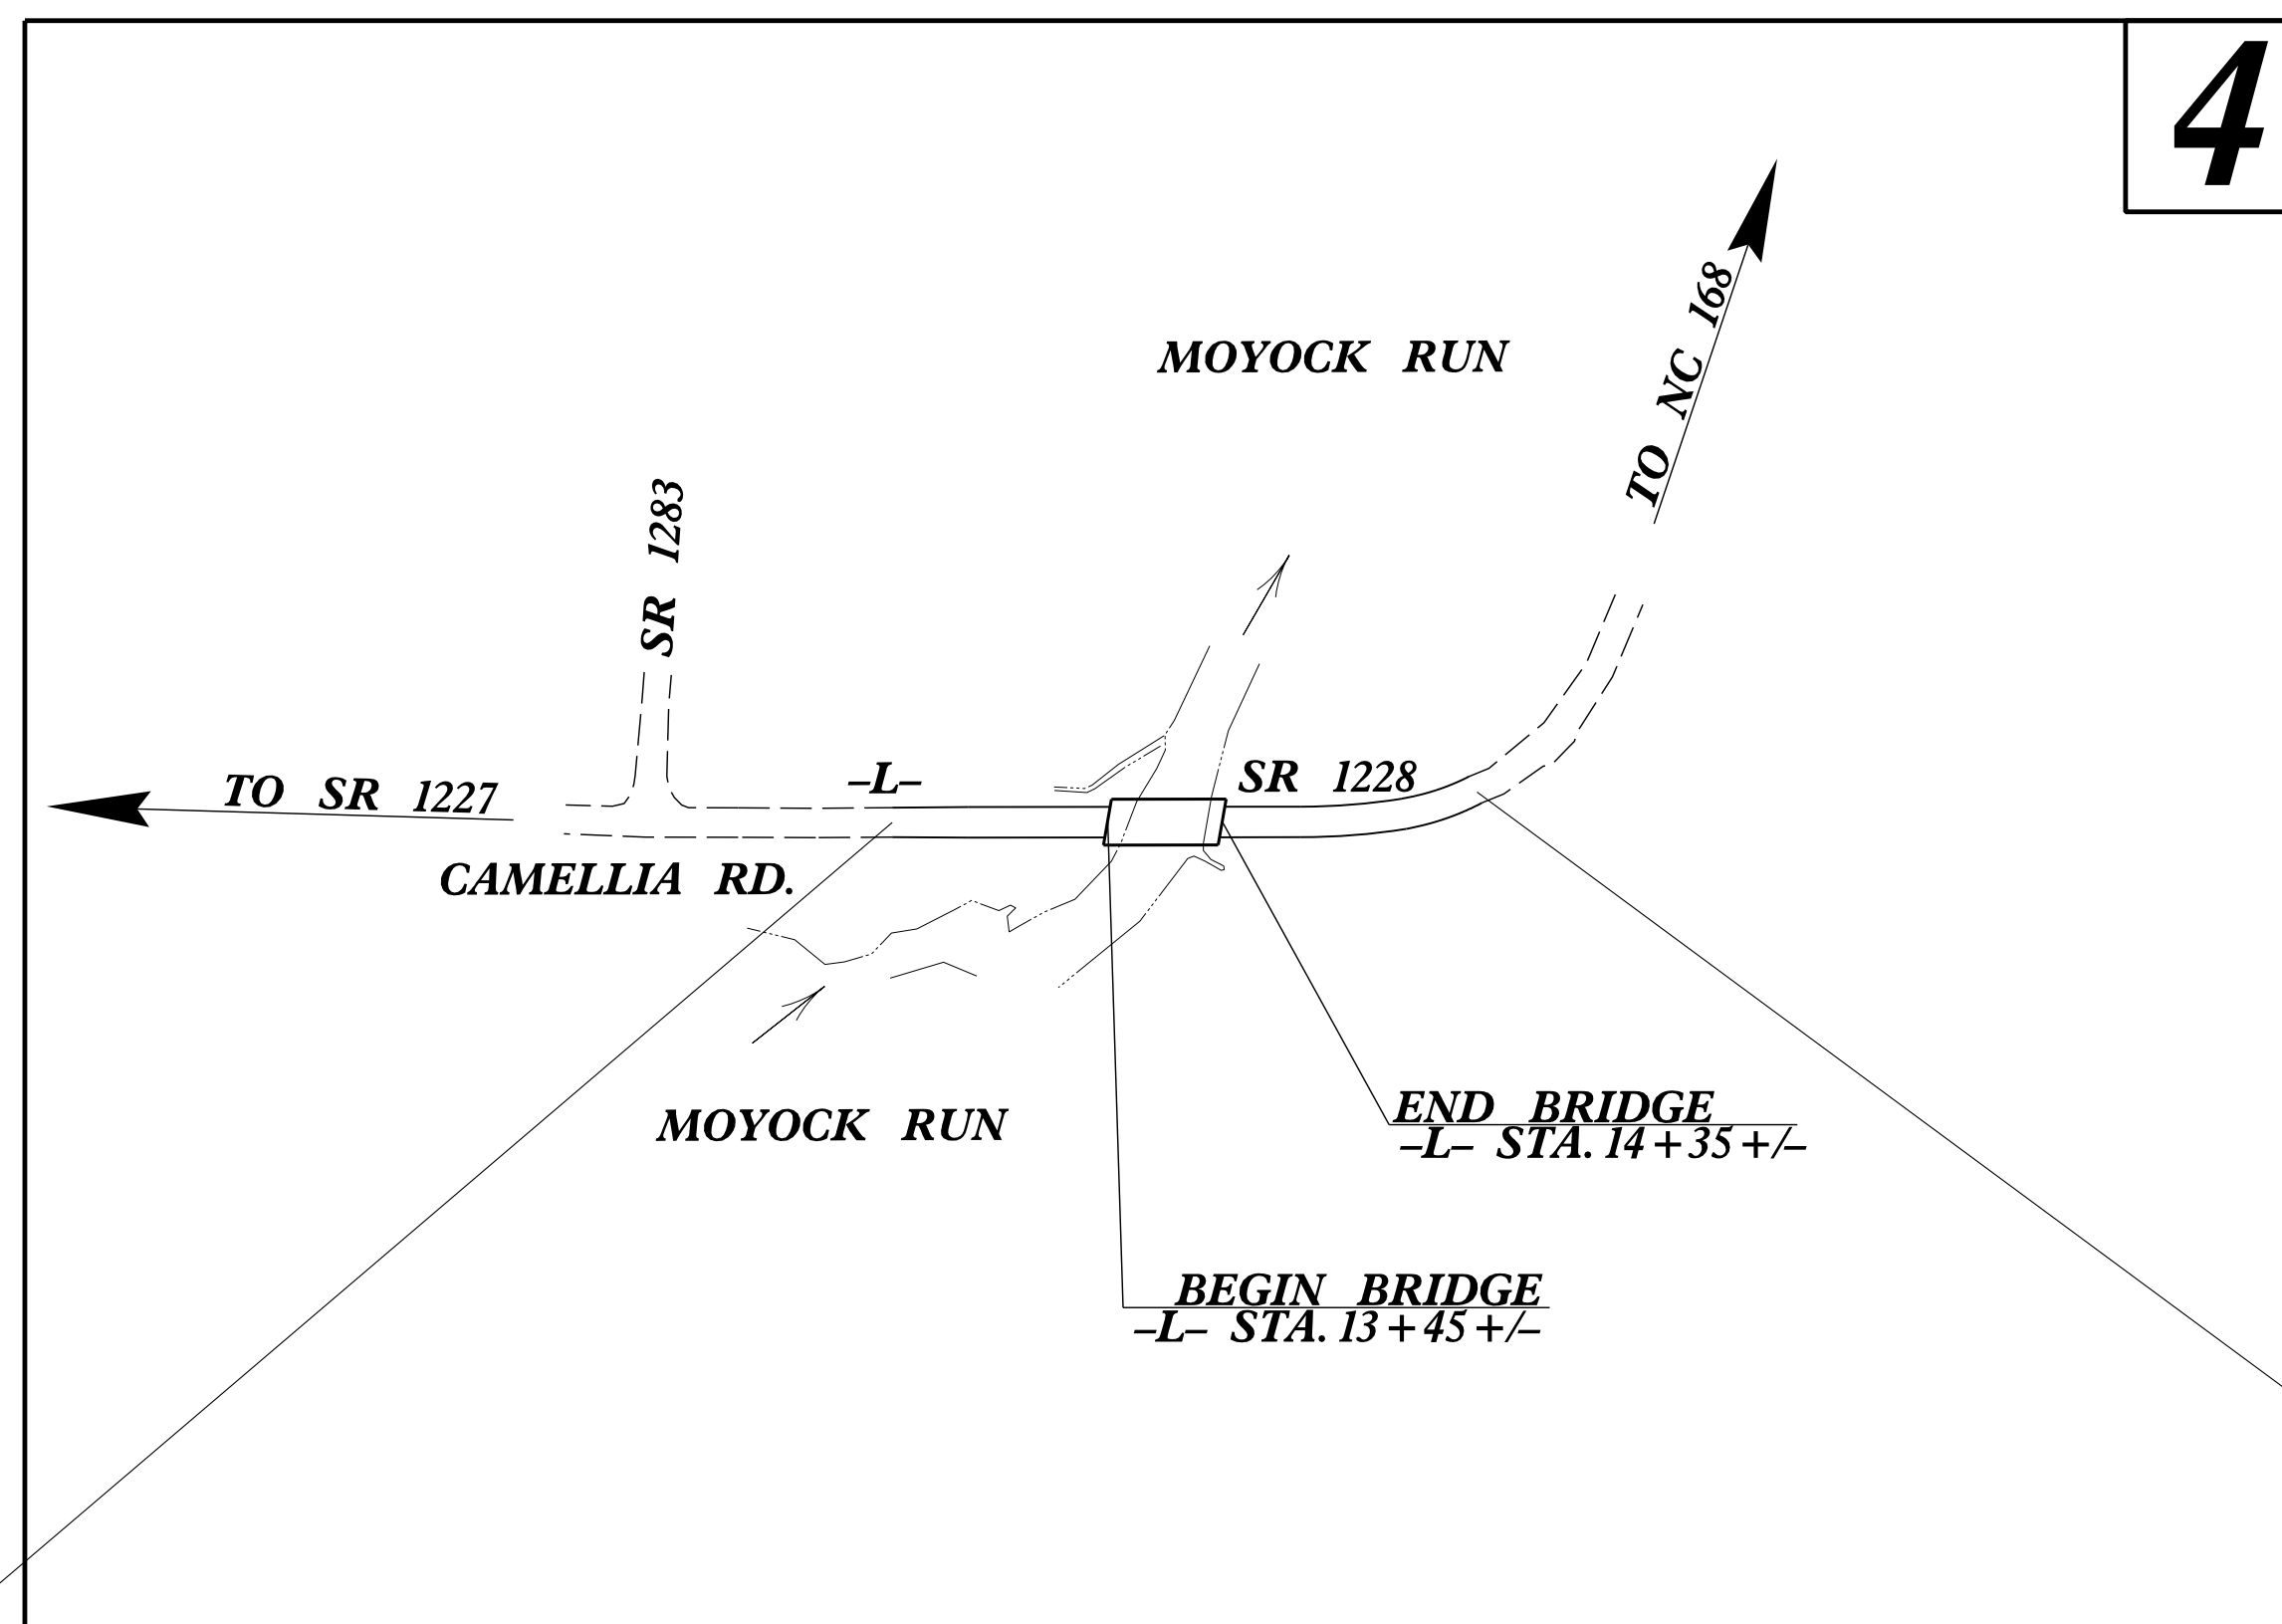 4
MOYOCK RUN
TO NC 168
SR 1283
-L-
SR 1228
TO SR 1227
CAMELLIA RD.
MOYOCK RUN
END BRIDGE
-L- STA. 14+35 +/-
BEGIN BRIDGE
-L- STA. 13+45 +/-